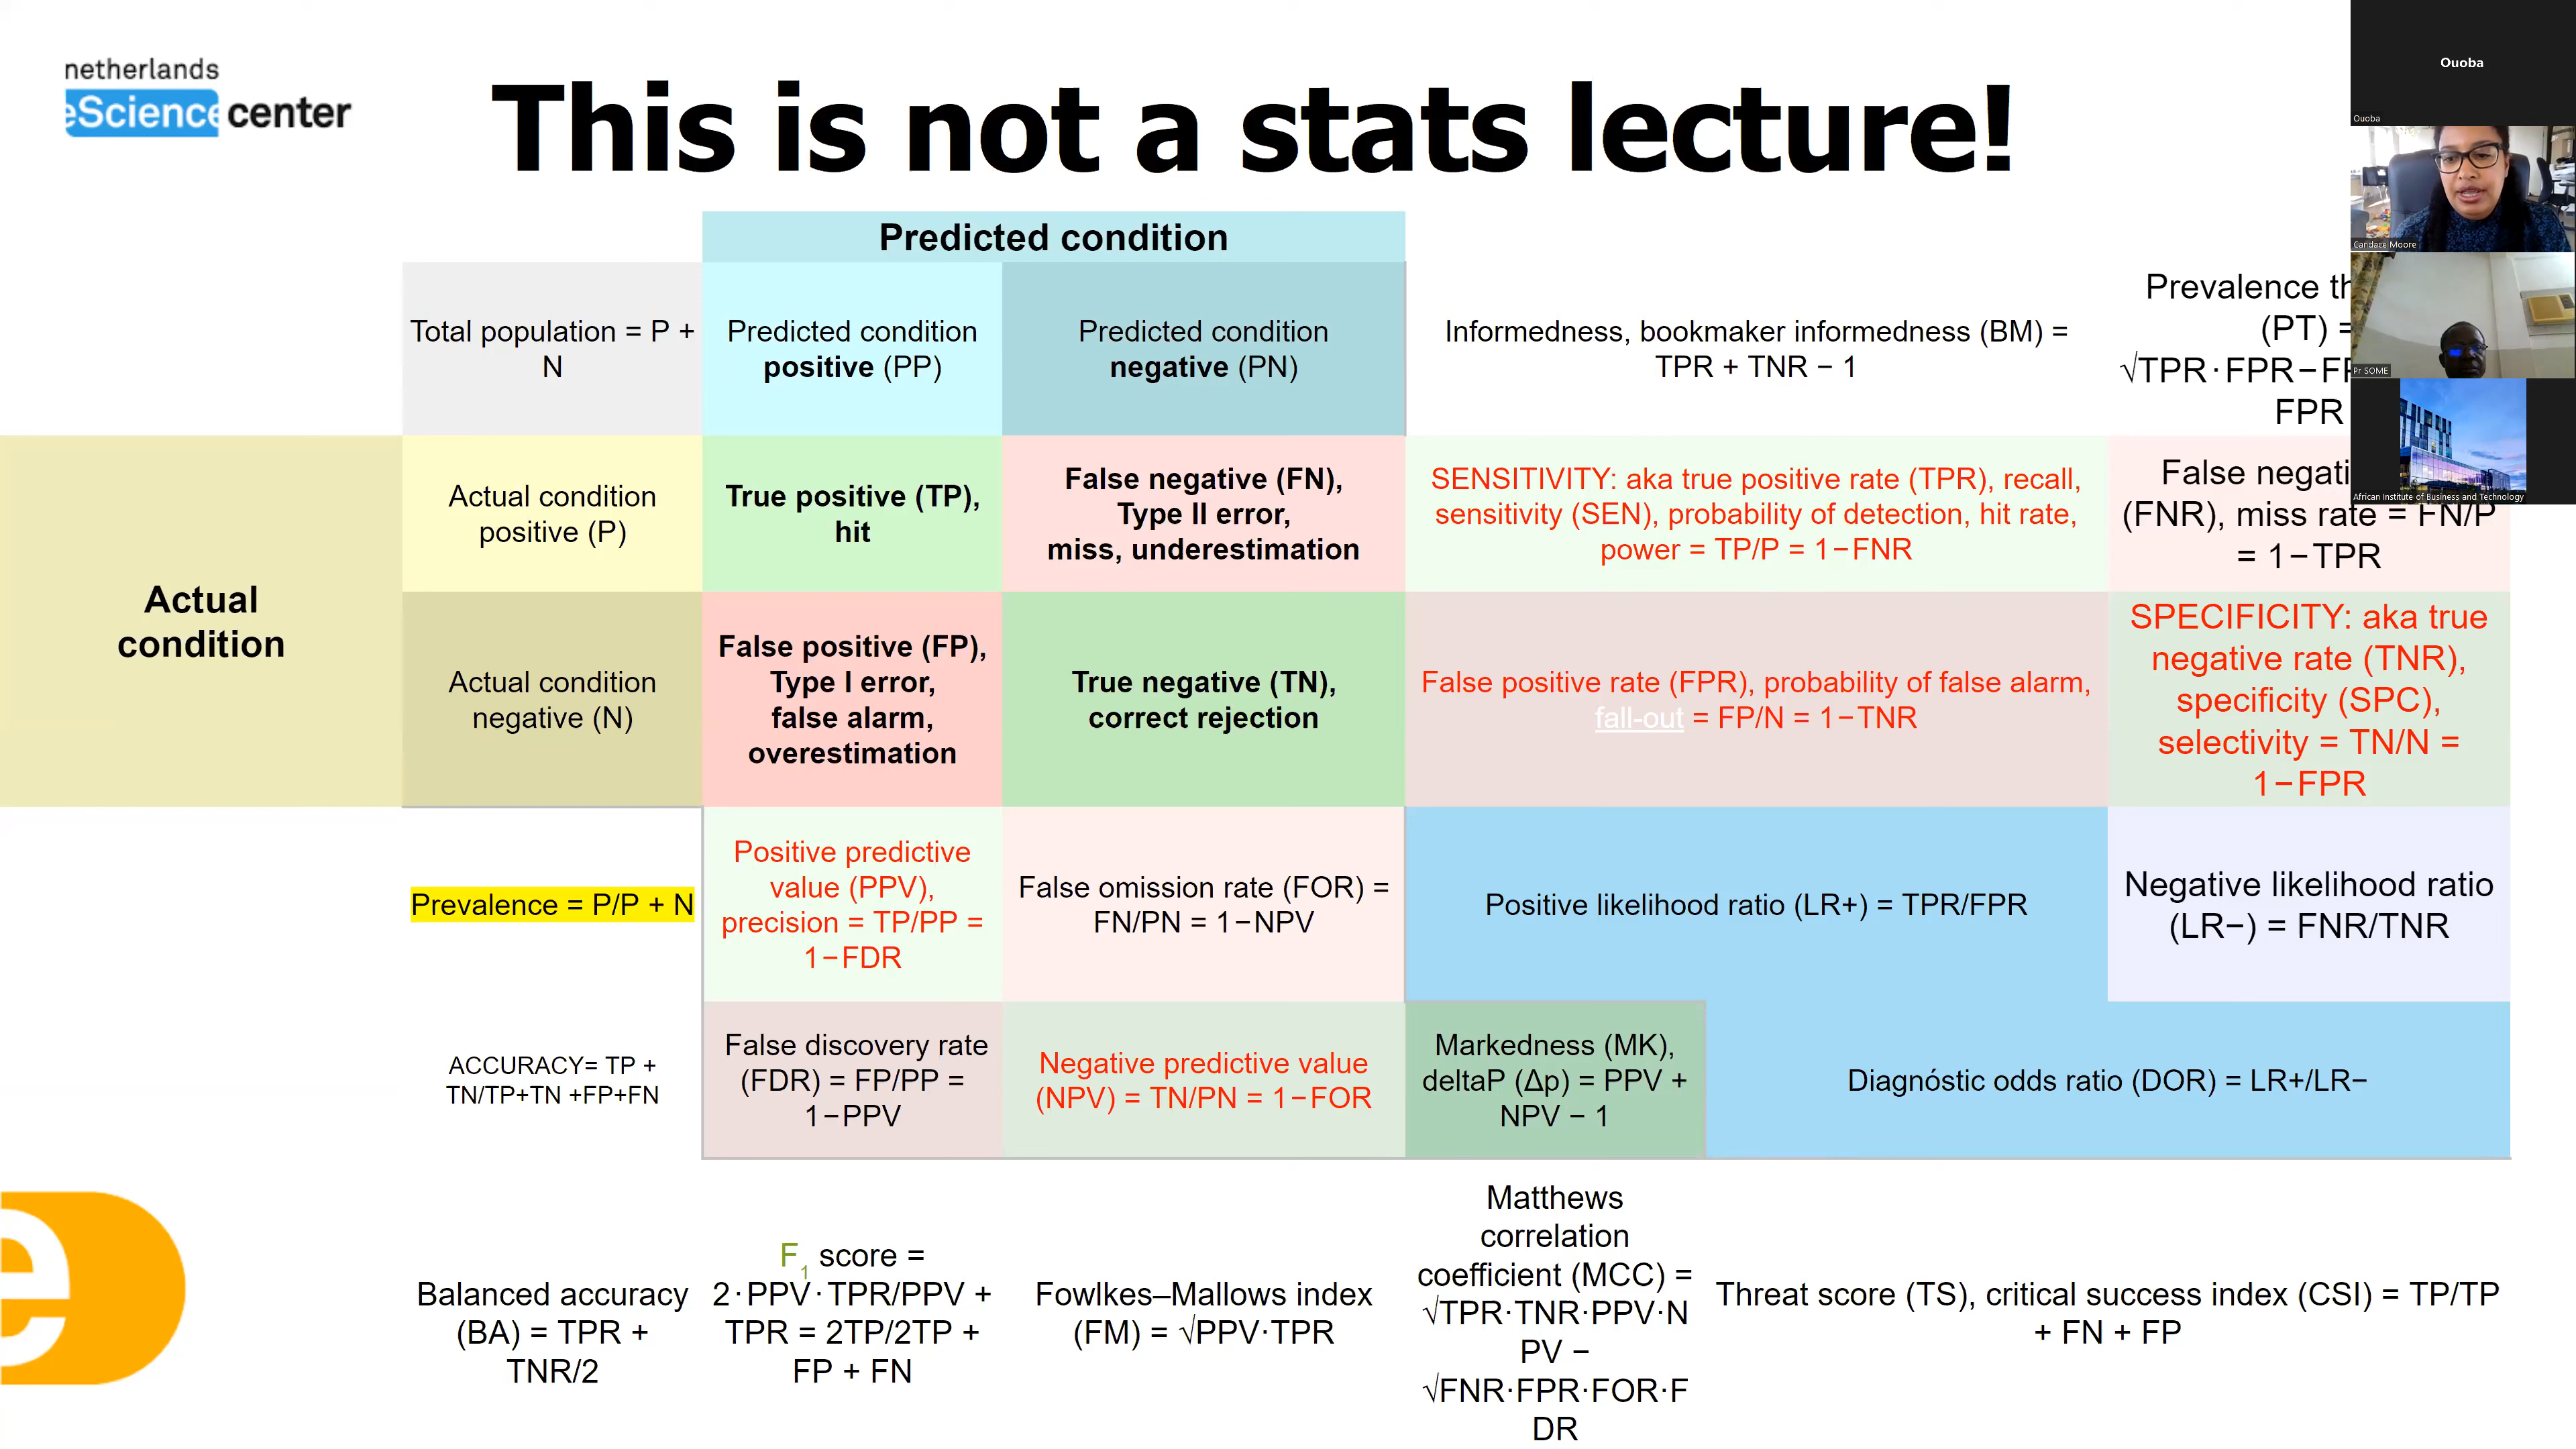 netherlands
eScience center
This is not a stats lecture!
Ouoba
Ouoba
Candace Moore
Pr SOME
African Institute of Business and Technology
Predicted condition
Total population = P +
N
Predicted condition
positive (PP)
Predicted condition
negative (PN)
Informedness, bookmaker informedness (BM) =
TPR + TNR − 1
Prevalence
(PT) =
√TPR·FPR−
FPR
Actual
condition
Actual condition
positive (P)
True positive (TP),
hit
False negative (FN),
Type II error,
miss, underestimation
SENSITIVITY: aka true positive rate (TPR), recall,
sensitivity (SEN), probability of detection, hit rate,
power = TP/P = 1−FNR
False
(FNR), miss rate = FN/P
= 1−TPR
Actual condition
negative (N)
False positive (FP),
Type I error,
false alarm,
overestimation
True negative (TN),
correct rejection
False positive rate (FPR), probability of false alarm,
fall-out = FP/N = 1−TNR
SPECIFICITY: aka true
negative rate (TNR),
specificity (SPC),
selectivity = TN/N =
1−FPR
Prevalence = P/P + N
Positive predictive
value (PPV),
precision = TP/PP =
1−FDR
False omission rate (FOR) =
FN/PN = 1−NPV
Positive likelihood ratio (LR+) = TPR/FPR
Negative likelihood ratio
(LR−) = FNR/TNR
ACCURACY= TP +
TN/TP+TN +FP+FN
False discovery rate
(FDR) = FP/PP =
1−PPV
Negative predictive value
(NPV) = TN/PN = 1−FOR
Markedness (MK),
deltaP (Δp) = PPV +
NPV − 1
Diagnóstic odds ratio (DOR) = LR+/LR−
Balanced accuracy
(BA) = TPR +
TNR/2
F1 score =
2·PPV·TPR/PPV +
TPR = 2TP/2TP +
FP + FN
Fowlkes–Mallows index
(FM) = √PPV·TPR
Matthews
correlation
coefficient (MCC) =
√TPR·TNR·PPV·N
PV −
√FNR·FPR·FOR·F
DR
Threat score (TS), critical success index (CSI) = TP/TP
+ FN + FP
e